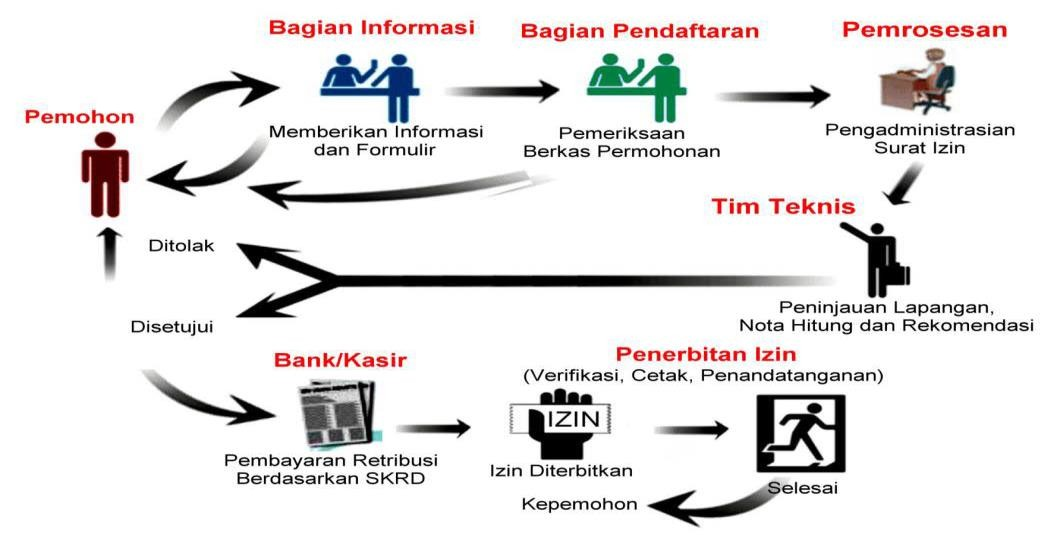 Pemohon
Bagian Informasi
Memberikan Informasi
dan Formulir
Bagian Pendaftaran
Pemeriksaan
Berkas Permohonan
Pemrosesan
Pengadministrasian
Surat Izin
Tim Teknis
Peninjauan Lapangan,
Nota Hitung dan Rekomendasi
Ditolak
Disetujui
Bank/Kasir
Pembayaran Retribusi
Berdasarkan SKRD
Penerbitan Izin
(Verifikasi, Cetak, Penandatanganan)
IZIN
Izin Diterbitkan
Selesai
Kepemohon